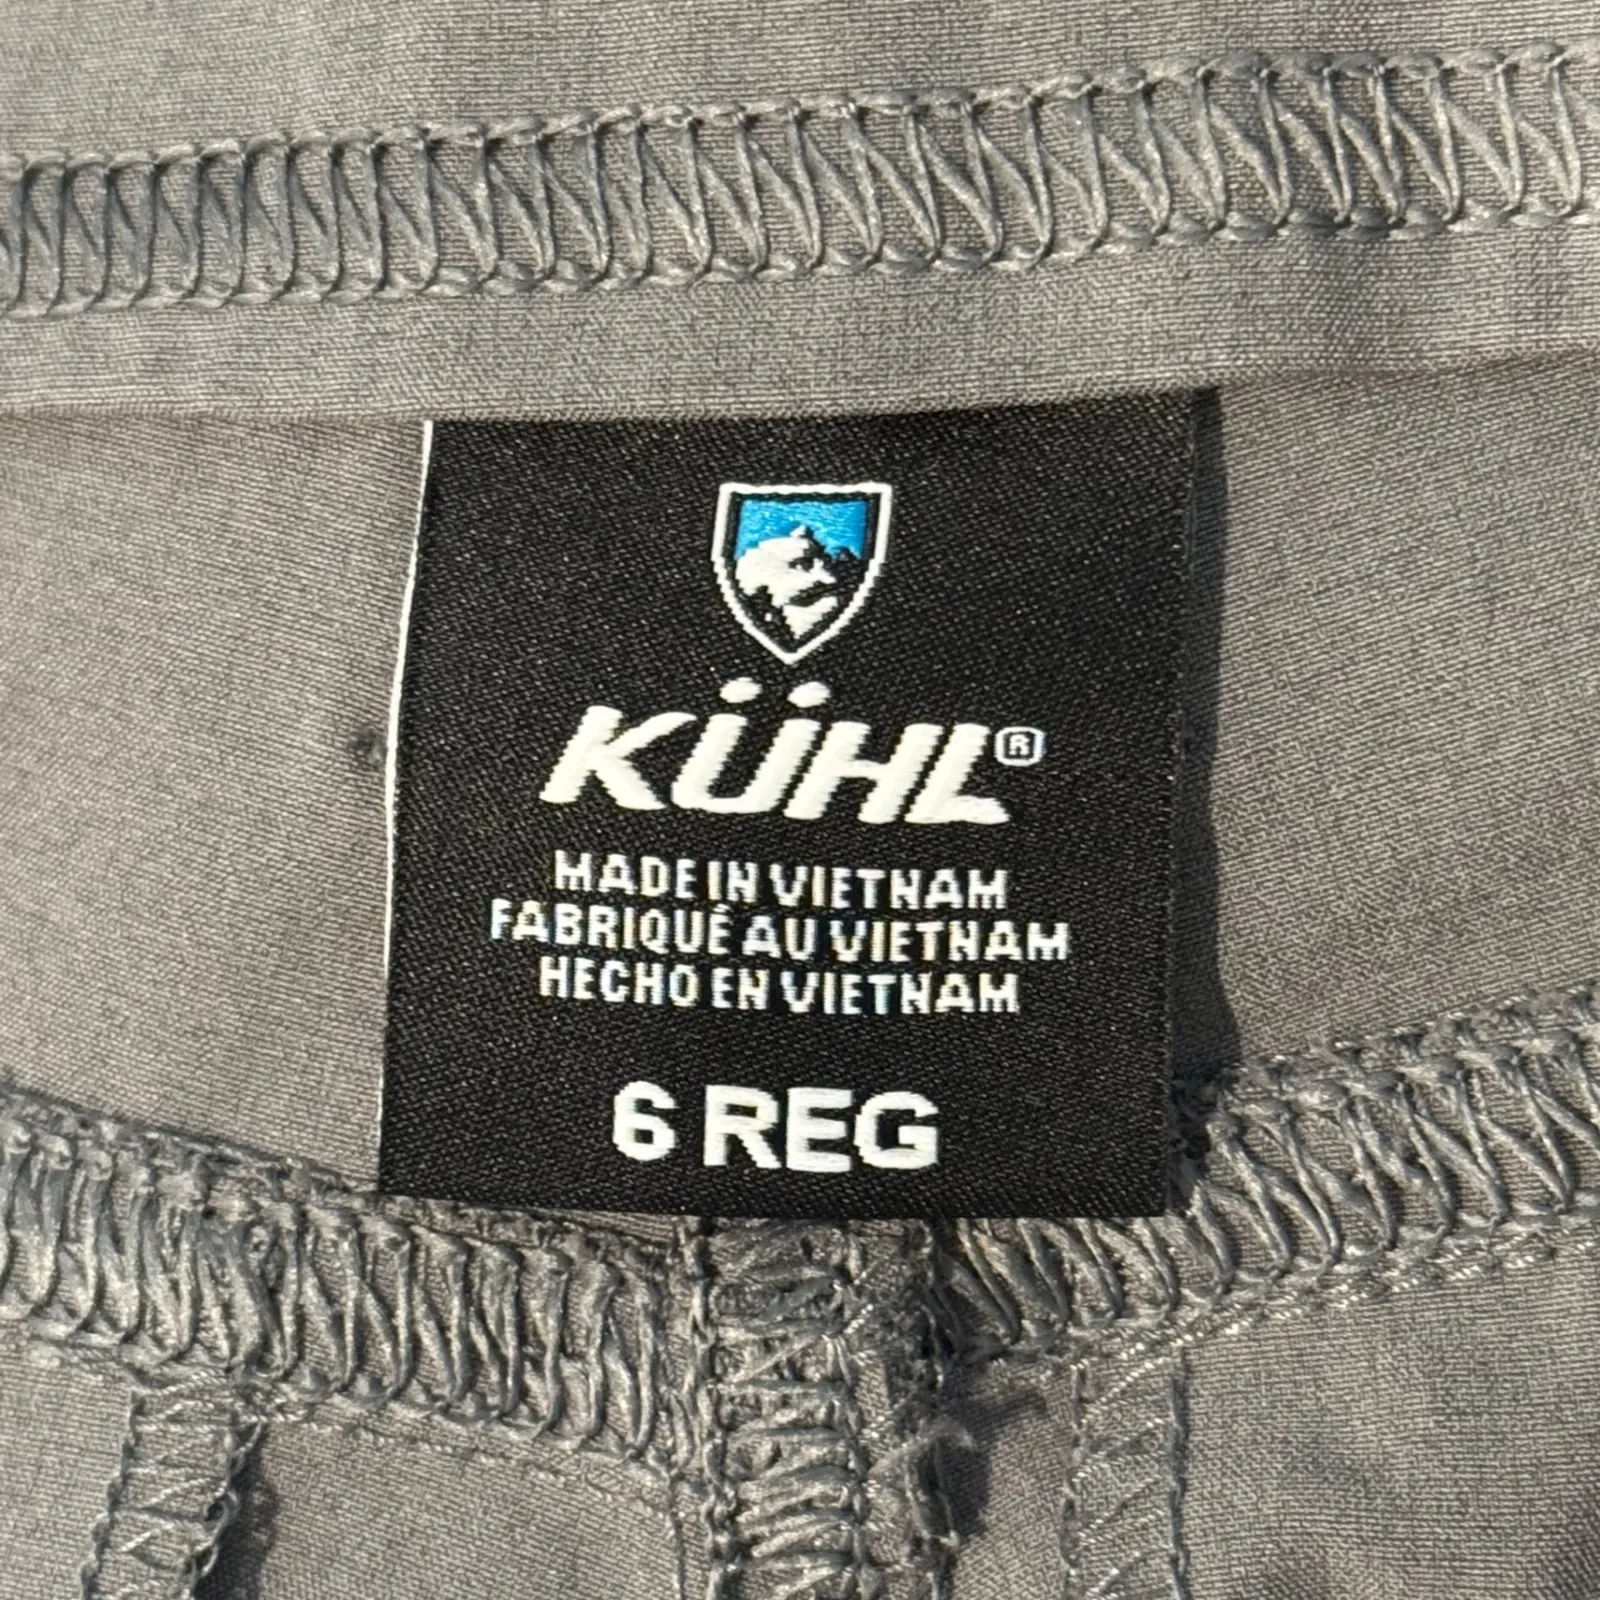 KÜHL®
MADE IN VIETNAM
FABRIQUÉ AU VIETNAM
HECHO EN VIETNAM
6 REG